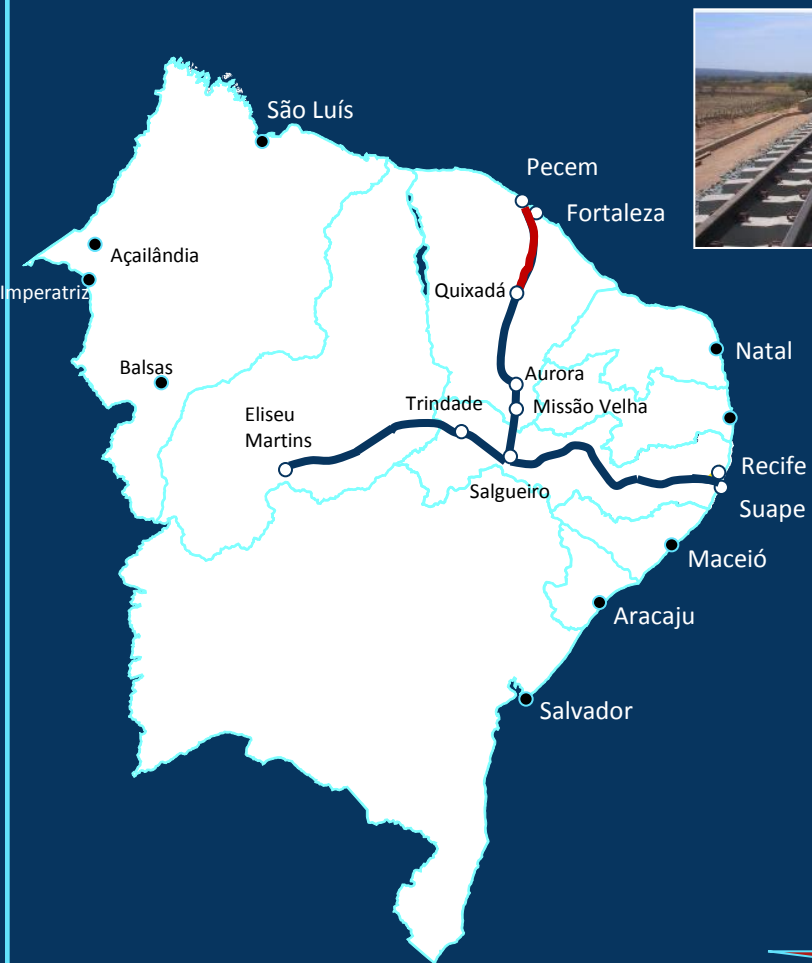 São Luís
Pecem
Fortaleza
Açailândia
Imperatriz
Quixadá
Natal
Balsas
Aurora
Trindade
Missão Velha
Eliseu
Martins
Recife
Salgueiro
Suape
Maceió
Aracaju
Salvador